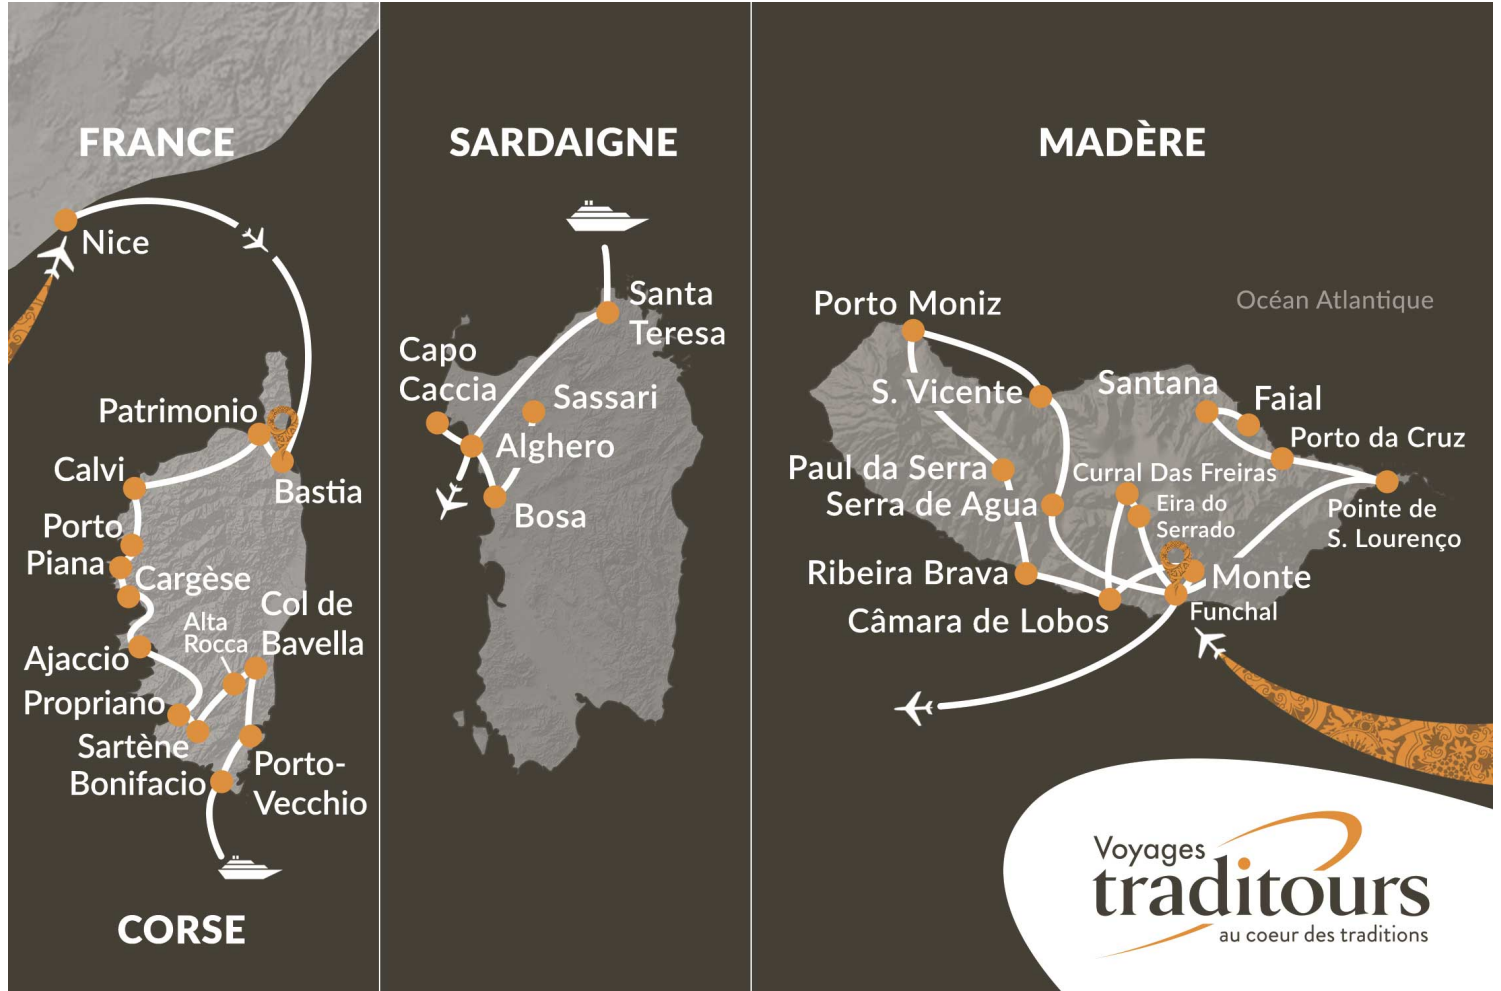 FRANCE
Nice
Patrimonio
Calvi
Bastia
Porto
Piana
Cargèse
Col de
Bavella
Alta
Rocca
Ajaccio
Propriano
Sartène
Bonifacio
Porto-
Vecchio
CORSE
SARDAIGNE
Santa
Teresa
Capo
Caccia
Sassari
Alghero
Bosa
MADÈRE
Océan Atlantique
Porto Moniz
S. Vicente
Santana
Faial
Porto da Cruz
Paul da Serra
Curral Das Freiras
Serra de Agua
Eira do
Serrado
Pointe de
S. Lourenço
Ribeira Brava
Monte
Câmara de Lobos
Funchal
Voyages
traditours
au coeur des traditions